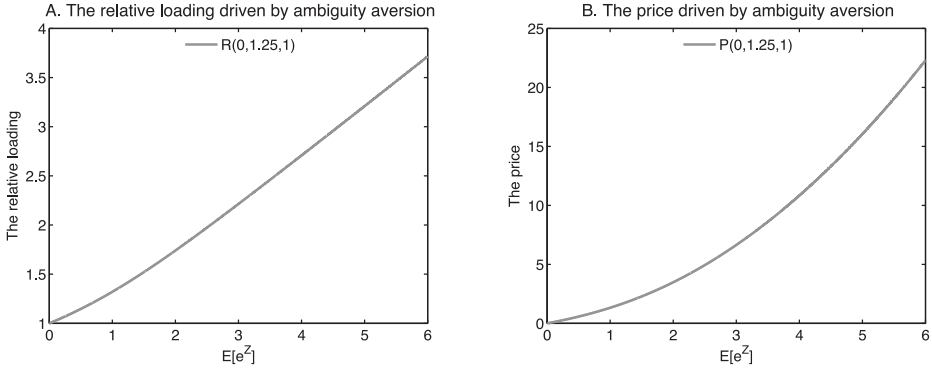 A. The relative loading driven by ambiguity aversion
4
R(0,1.25,1)
3.5
3
2.5
2
1.5
1
The relative loading
0 1 2 3 4 5 6
E[e^Z]
B. The price driven by ambiguity aversion
25
P(0,1.25,1)
20
15
10
5
0
The price
0 1 2 3 4 5 6
E[e^Z]